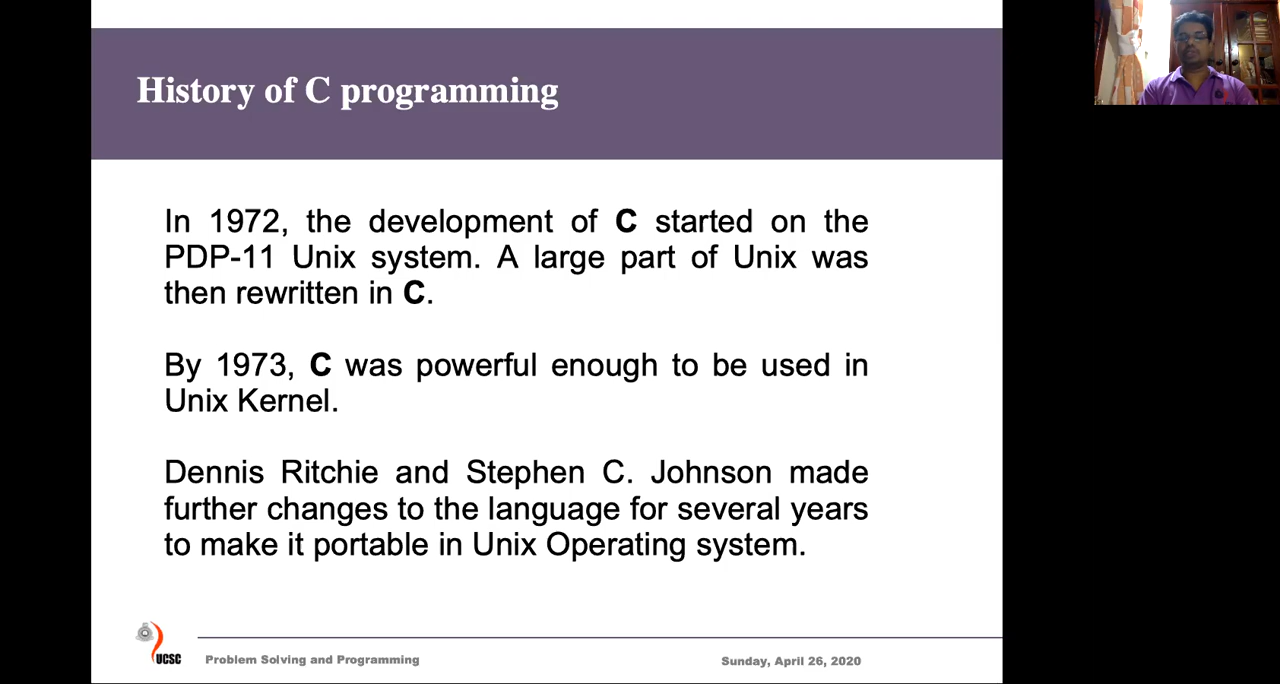 History of C programming
In 1972, the development of C started on the
PDP-11 Unix system. A large part of Unix was
then rewritten in C.
By 1973, C was powerful enough to be used in
Unix Kernel.
Dennis Ritchie and Stephen C. Johnson made
further changes to the language for several years
to make it portable in Unix Operating system.
UCSC
Problem Solving and Programming
Sunday, April 26, 2020